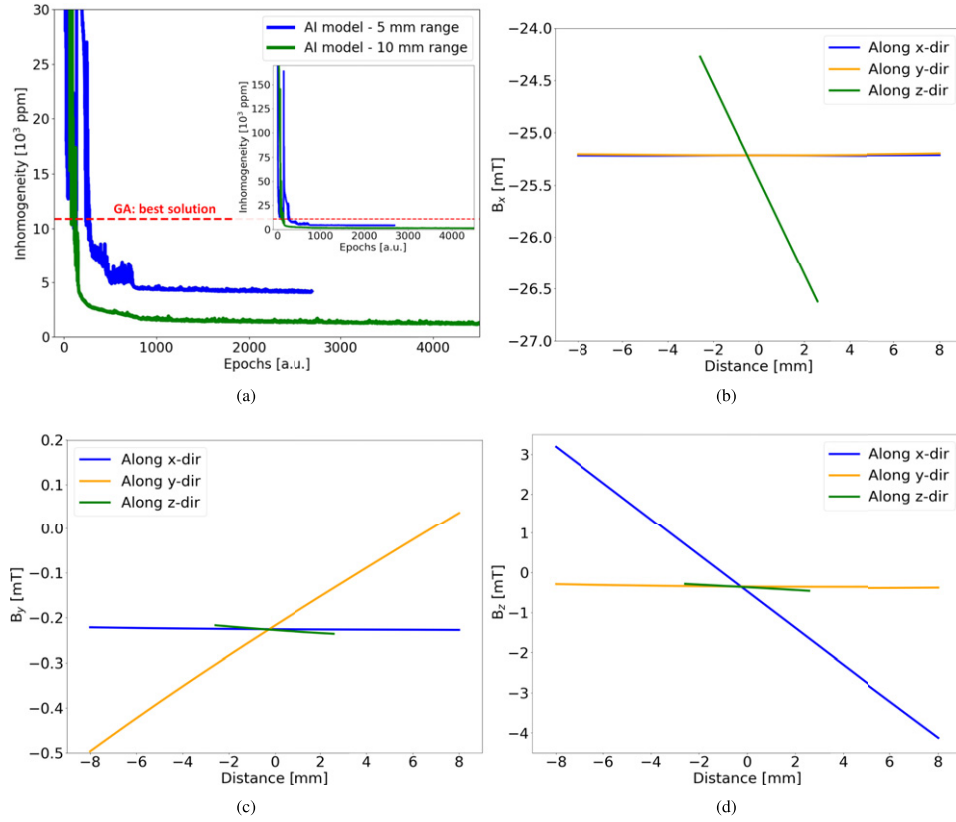 30
25
20
15
10
5
0
Inhomogeneity [10³ ppm]
AI model - 5 mm range
AI model - 10 mm range
GA: best solution
150
125
100
75
50
25
0
Inhomogeneity [10³ ppm]
0 1000 2000 3000 4000
Epochs [a.u.]
0 1000 2000 3000 4000
Epochs [a.u.]
(a)
−24.0
−24.5
−25.0
−25.5
−26.0
−26.5
−27.0
Bₓ [mT]
Along x-dir
Along y-dir
Along z-dir
−8 −6 −4 −2 0 2 4 6 8
Distance [mm]
(b)
0.2
0.1
0.0
−0.1
−0.2
−0.3
−0.4
−0.5
B_y [mT]
Along x-dir
Along y-dir
Along z-dir
−8 −6 −4 −2 0 2 4 6 8
Distance [mm]
(c)
3
2
1
0
−1
−2
−3
−4
B_z [mT]
Along x-dir
Along y-dir
Along z-dir
−8 −6 −4 −2 0 2 4 6 8
Distance [mm]
(d)